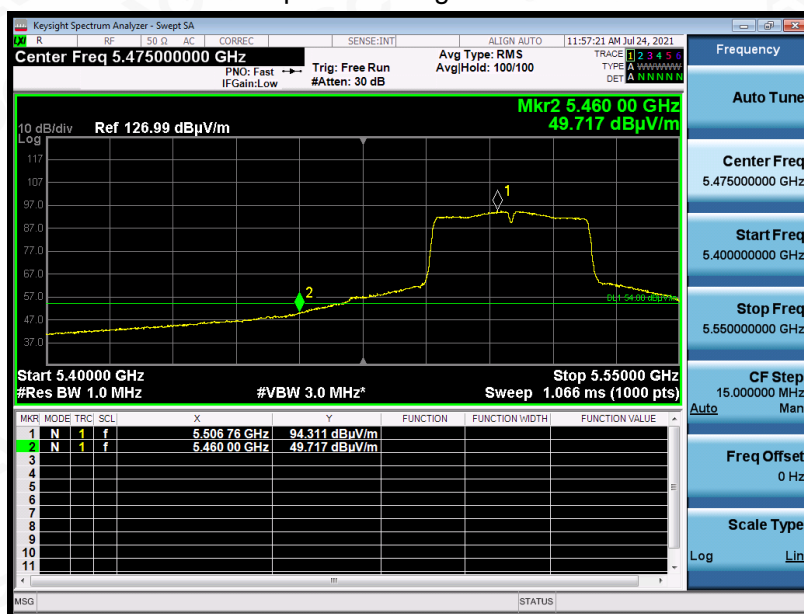 Keysight Spectrum Analyzer - Swept SA
LXI R RF 50 Ω AC CORREC SENSE:INT ALIGN AUTO 11:57:21 AM Jul 24, 2021
Center Freq 5.475000000 GHz
PNO: Fast
IFGain:Low
Trig: Free Run
#Atten: 30 dB
Avg Type: RMS
Avg|Hold: 100/100
TRACE 1 2 3 4 5 6
TYPE A WWWWW
DET A N N N N N
Mkr2 5.460 00 GHz
49.717 dBµV/m
10 dB/div Ref 126.99 dBµV/m
Log
117
107
97.0
87.0
77.0
67.0
57.0
47.0
37.0
1
2
DL1 54.00 dBµV/m
Start 5.40000 GHz Stop 5.55000 GHz
#Res BW 1.0 MHz #VBW 3.0 MHz* Sweep 1.066 ms (1000 pts)
MKR MODE TRC SCL X Y FUNCTION FUNCTION WIDTH FUNCTION VALUE
1 N 1 f 5.506 76 GHz 94.311 dBµV/m
2 N 1 f 5.460 00 GHz 49.717 dBµV/m
3
4
5
6
7
8
9
10
11
MSG STATUS
Frequency
Auto Tune
Center Freq
5.475000000 GHz
Start Freq
5.400000000 GHz
Stop Freq
5.550000000 GHz
CF Step
15.000000 MHz
Auto Man
Freq Offset
0 Hz
Scale Type
Log Lin